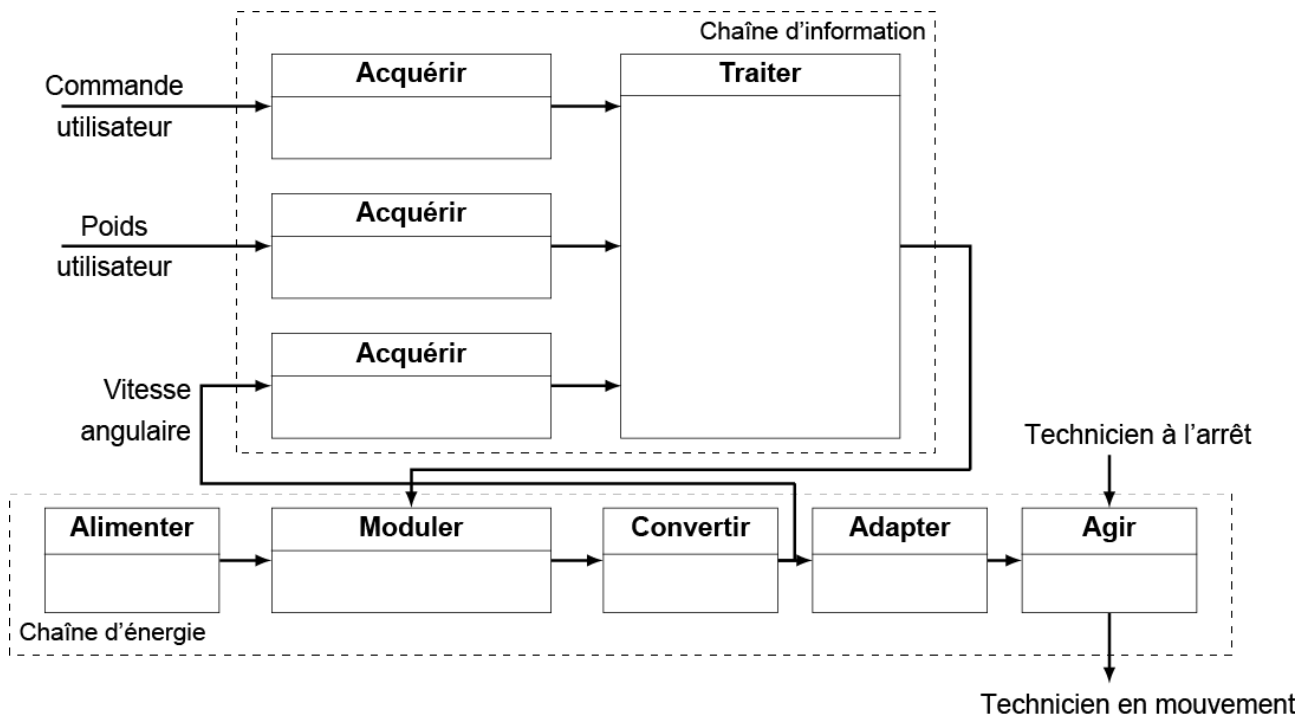 Chaîne d'information
Acquérir
Traiter
Commande
utilisateur
Acquérir
Poids
utilisateur
Acquérir
Vitesse
angulaire
Technicien à l'arrêt
Alimenter
Moduler
Convertir
Adapter
Agir
Chaîne d'énergie
Technicien en mouvement